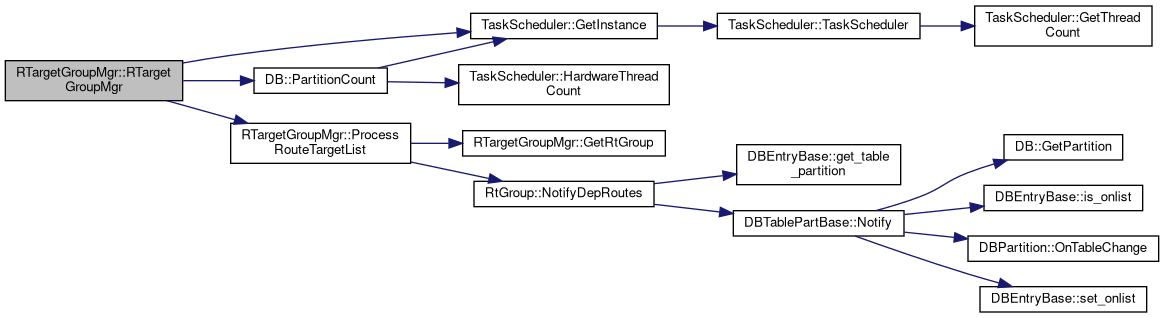 RTargetGroupMgr::RTarget
GroupMgr
TaskScheduler::GetInstance
TaskScheduler::TaskScheduler
TaskScheduler::GetThread
Count
DB::PartitionCount
TaskScheduler::HardwareThread
Count
RTargetGroupMgr::Process
RouteTargetList
RTargetGroupMgr::GetRtGroup
RtGroup::NotifyDepRoutes
DBEntryBase::get_table
_partition
DBTablePartBase::Notify
DB::GetPartition
DBEntryBase::is_onlist
DBPartition::OnTableChange
DBEntryBase::set_onlist